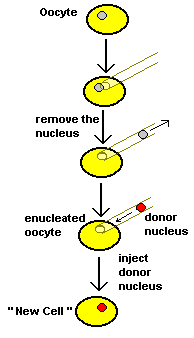 Oocyte
remove the
nucleus
enucleated
oocyte
donor
nucleus
inject
donor
nucleus
"New Cell"